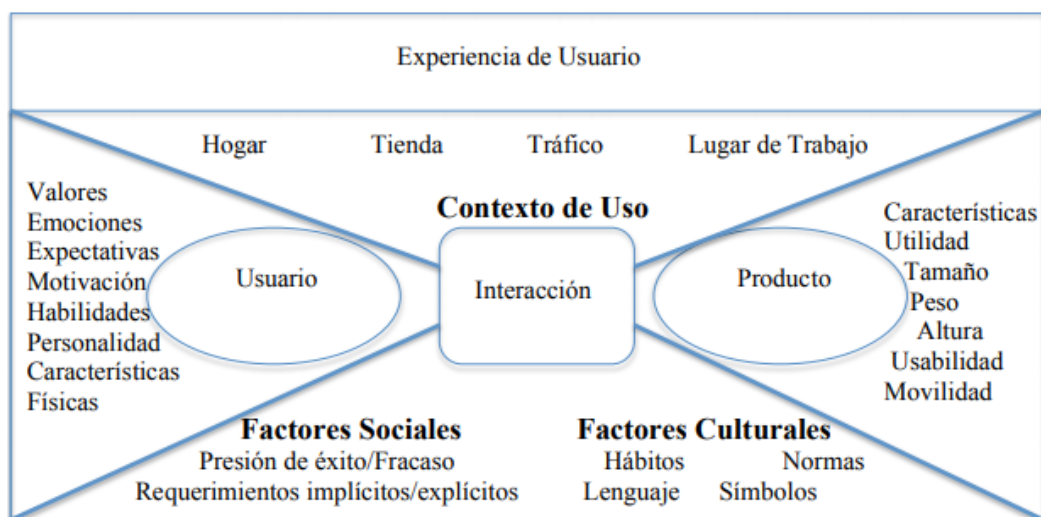 Experiencia de Usuario
Hogar Tienda Tráfico Lugar de Trabajo
Contexto de Uso
Valores
Emociones
Expectativas
Motivación
Habilidades
Personalidad
Características
Físicas
Usuario
Interacción
Producto
Características
Utilidad
Tamaño
Peso
Altura
Usabilidad
Movilidad
Factores Sociales
Presión de éxito/Fracaso
Requerimientos implícitos/explícitos
Factores Culturales
Hábitos Normas
Lenguaje Símbolos